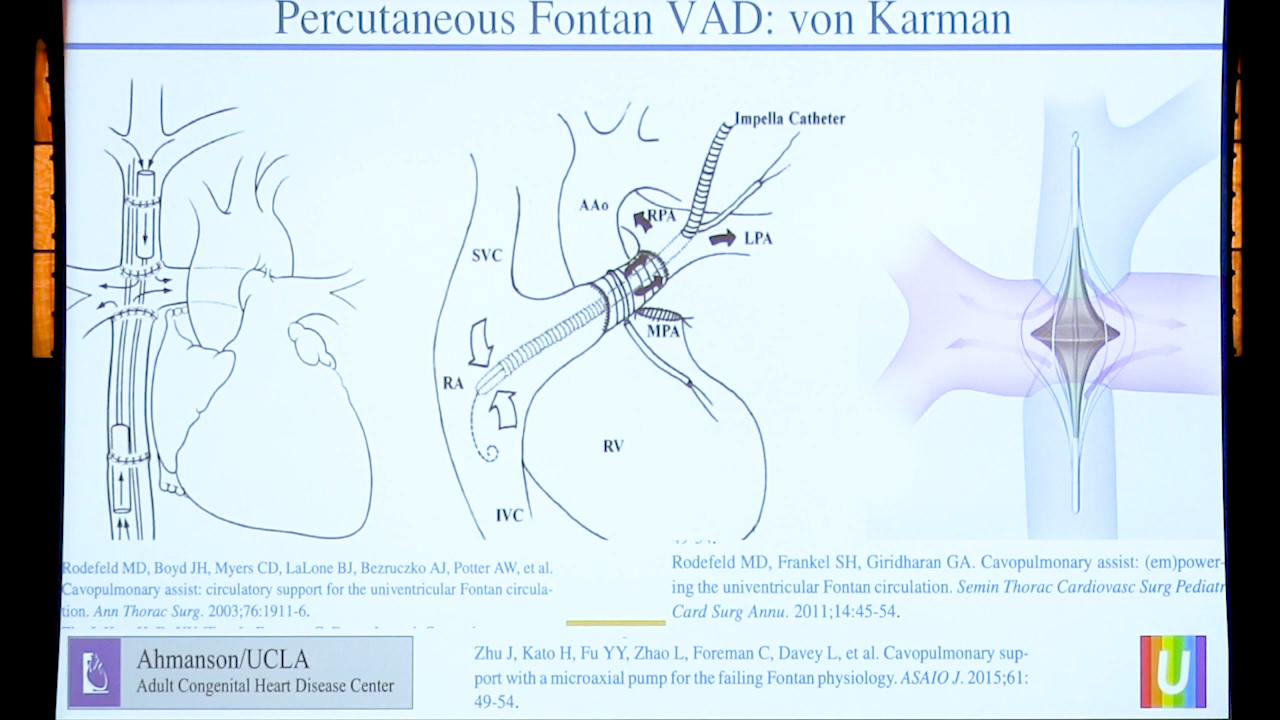 Percutaneous Fontan VAD: von Karman
Impella Catheter
AAo
RPA
LPA
SVC
MPA
RA
RV
IVC
Rodefeld MD, Boyd JH, Myers CD, LaLone BJ, Bezruczko AJ, Potter AW, et al.
Cavopulmonary assist: circulatory support for the univentricular Fontan circula-
tion. Ann Thorac Surg. 2003;76:1911-6.
Rodefeld MD, Frankel SH, Giridharan GA. Cavopulmonary assist: (em)power-
ing the univentricular Fontan circulation. Semin Thorac Cardiovasc Surg Pediatr
Card Surg Annu. 2011;14:45-54.
Ahmanson/UCLA
Adult Congenital Heart Disease Center
Zhu J, Kato H, Fu YY, Zhao L, Foreman C, Davey L, et al. Cavopulmonary sup-
port with a microaxial pump for the failing Fontan physiology. ASAIO J. 2015;61:
49-54.
U